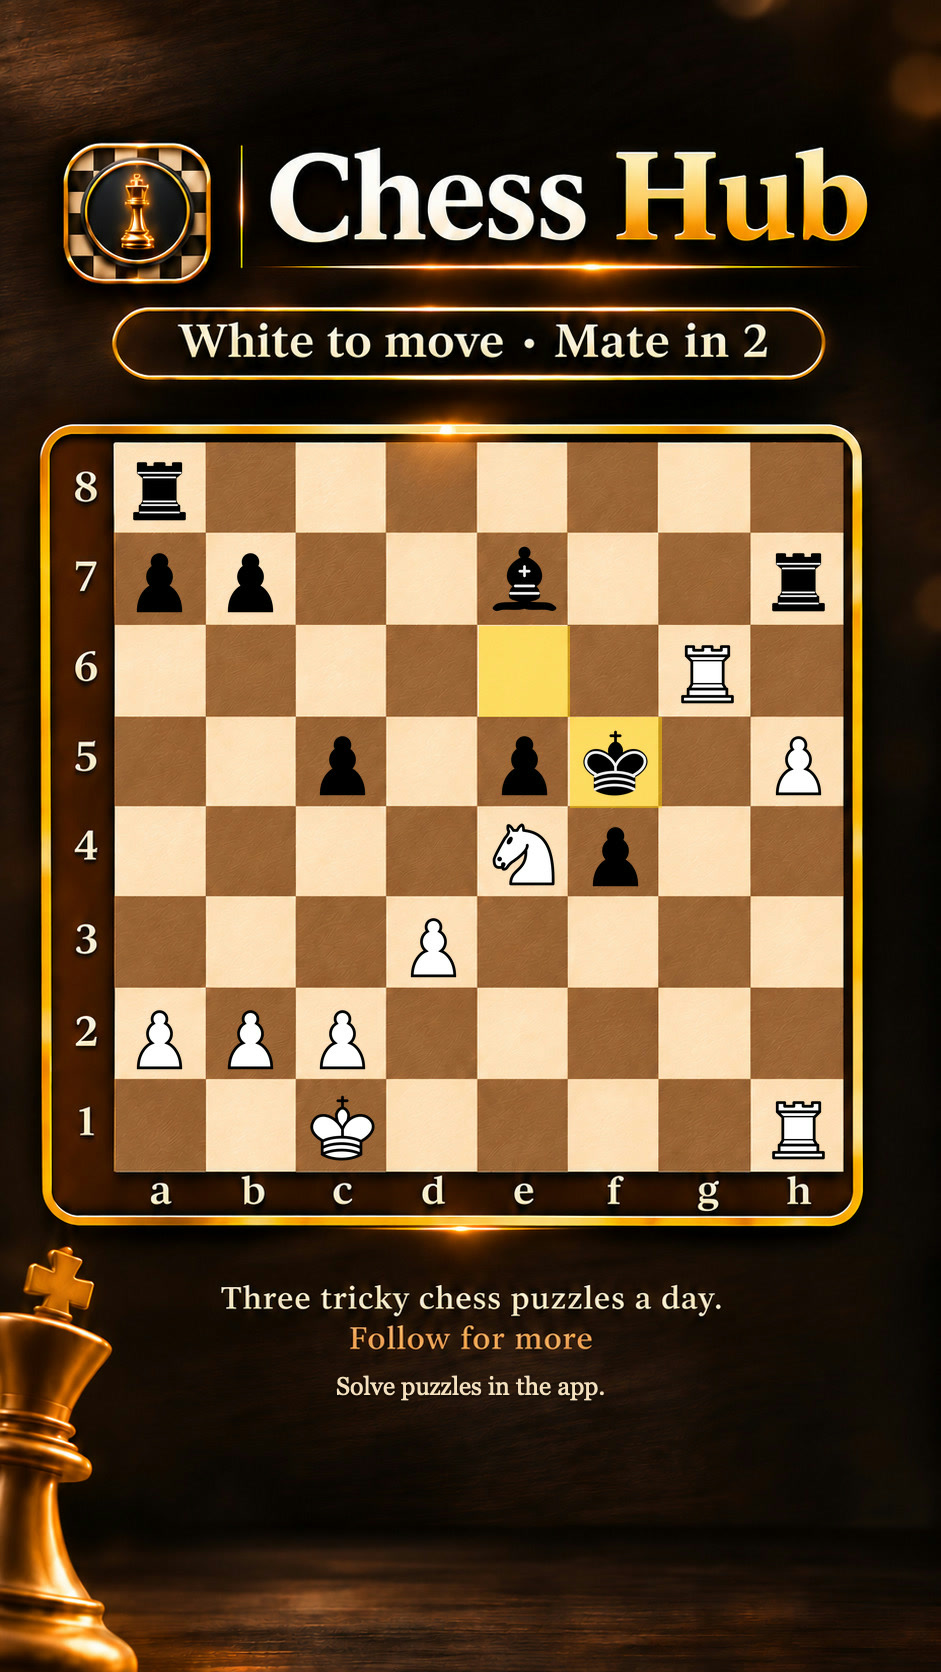 Chess Hub
White to move • Mate in 2
8
7
6
5
4
3
2
1
a b c d e f g h
Three tricky chess puzzles a day.
Follow for more
Solve puzzles in the app.